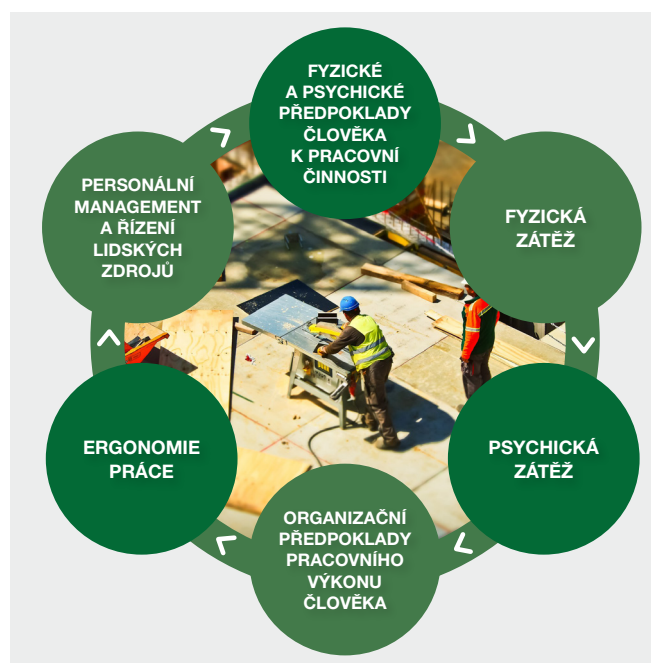 FYZICKÉ
A PSYCHICKÉ
PŘEDPOKLADY
ČLOVĚKA
K PRACOVNÍ
ČINNOSTI
FYZICKÁ
ZÁTĚŽ
PSYCHICKÁ
ZÁTĚŽ
ORGANIZAČNÍ
PŘEDPOKLADY
PRACOVNÍHO
VÝKONU
ČLOVĚKA
ERGONOMIE
PRÁCE
PERSONÁLNÍ
MANAGEMENT
A ŘÍZENÍ
LIDSKÝCH
ZDROJŮ